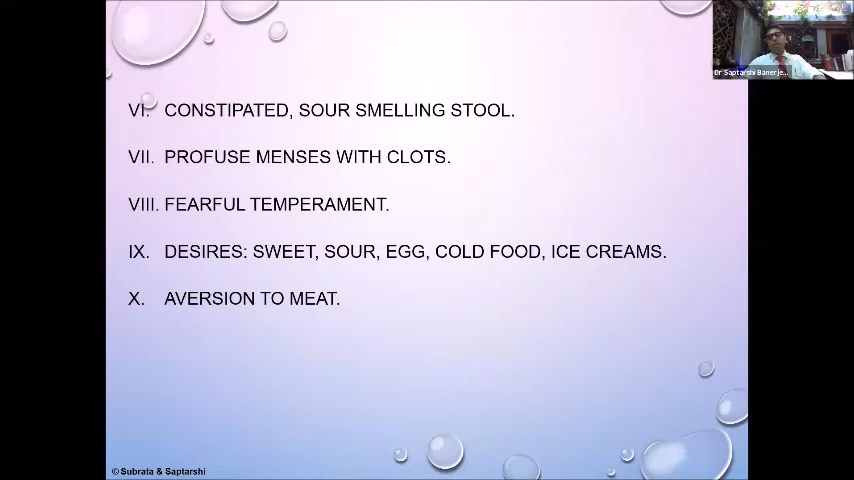 Dr Saptarshi Banerje...
VI. CONSTIPATED, SOUR SMELLING STOOL.
VII. PROFUSE MENSES WITH CLOTS.
VIII. FEARFUL TEMPERAMENT.
IX. DESIRES: SWEET, SOUR, EGG, COLD FOOD, ICE CREAMS.
X. AVERSION TO MEAT.
© Subrata & Saptarshi